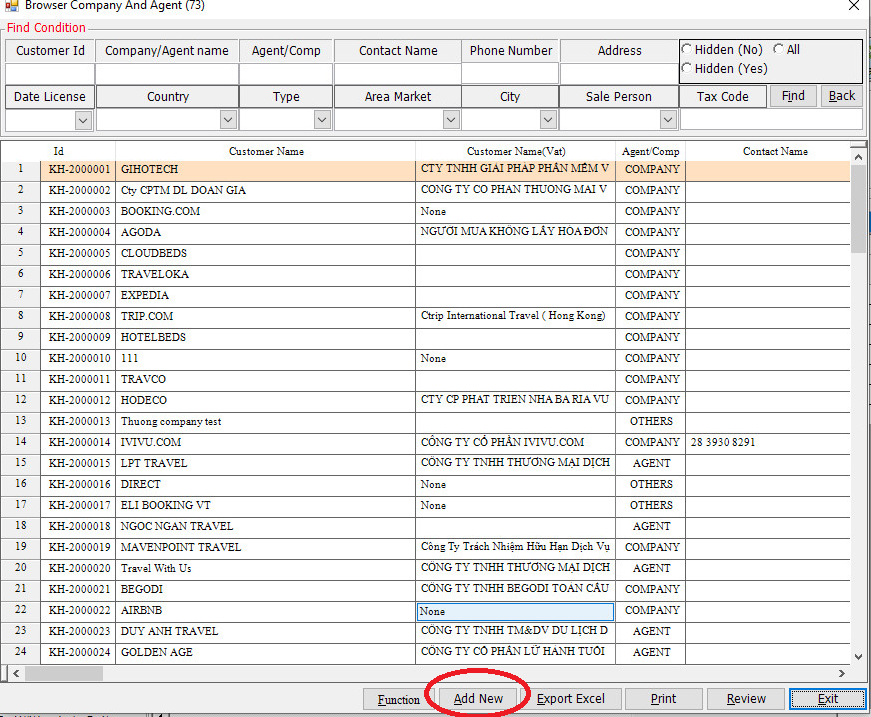 Browser Company And Agent (73)
Find Condition
Customer Id Company/Agent name Agent/Comp Contact Name Phone Number Address Hidden (No) All
Hidden (Yes)
Date License Country Type Area Market City Sale Person Tax Code Find Back
Id Customer Name Customer Name(Vat) Agent/Comp Contact Name
1 KH-2000001 GIHOTECH CTY TNHH GIẢI PHÁP PHẦN MỀM V COMPANY
2 KH-2000002 Cty CPTM DL DOAN GIA CONG TY CO PHAN THUONG MAI V COMPANY
3 KH-2000003 BOOKING.COM None COMPANY
4 KH-2000004 AGODA NGƯỜI MUA KHÔNG LẤY HÓA ĐƠN COMPANY
5 KH-2000005 CLOUDBEDS COMPANY
6 KH-2000006 TRAVELOKA COMPANY
7 KH-2000007 EXPEDIA COMPANY
8 KH-2000008 TRIP.COM Ctrip International Travel ( Hong Kong) COMPANY
9 KH-2000009 HOTELBEDS COMPANY
10 KH-2000010 111 None COMPANY
11 KH-2000011 TRAVCO COMPANY
12 KH-2000012 HODECO CTY CP PHAT TRIEN NHA BA RIA VU COMPANY
13 KH-2000013 Thuong company test OTHERS
14 KH-2000014 IVIVU.COM CÔNG TY CỔ PHẦN IVIVU.COM COMPANY 28 3930 8291
15 KH-2000015 LPT TRAVEL CÔNG TY TNHH THƯƠNG MẠI DỊCH AGENT
16 KH-2000016 DIRECT None OTHERS
17 KH-2000017 ELI BOOKING VT None OTHERS
18 KH-2000018 NGOC NGAN TRAVEL AGENT
19 KH-2000019 MAVENPOINT TRAVEL Công Ty Trách Nhiệm Hữu Hạn Dịch Vụ COMPANY
20 KH-2000020 Travel With Us CÔNG TY TNHH THƯƠNG MẠI DỊCH AGENT
21 KH-2000021 BEGODI CÔNG TY TNHH BEGODI TOÀN CẦU COMPANY
22 KH-2000022 AIRBNB None COMPANY
23 KH-2000023 DUY ANH TRAVEL CÔNG TY TNHH TM&DV DU LỊCH D AGENT
24 KH-2000024 GOLDEN AGE CÔNG TY CỔ PHẦN LỮ HÀNH TUỔI AGENT
Function Add New Export Excel Print Review Exit